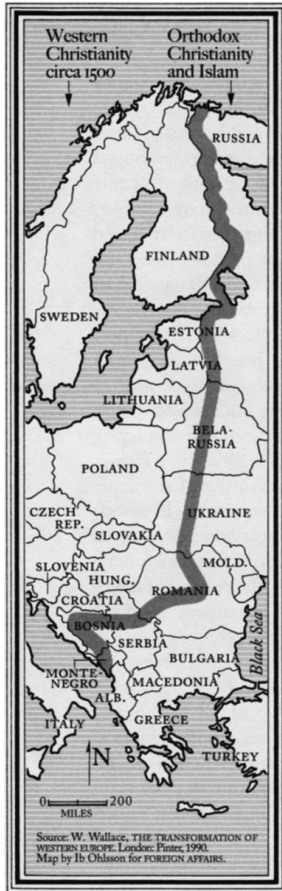 Western
Christianity
circa 1500
Orthodox
Christianity
and Islam
RUSSIA
FINLAND
SWEDEN
ESTONIA
LATVIA
LITHUANIA
BELA-
RUSSIA
POLAND
UKRAINE
CZECH
REP.
SLOVAKIA
MOLD.
SLOVENIA
HUNG.
ROMANIA
CROATIA
BOSNIA
SERBIA
Black Sea
BULGARIA
MONTE-
NEGRO
MACEDONIA
ALB.
ITALY
GREECE
TURKEY
N
0 200
MILES
Source: W. Wallace, THE TRANSFORMATION OF
WESTERN EUROPE. London: Pinter, 1990.
Map by Ib Ohlsson for FOREIGN AFFAIRS.